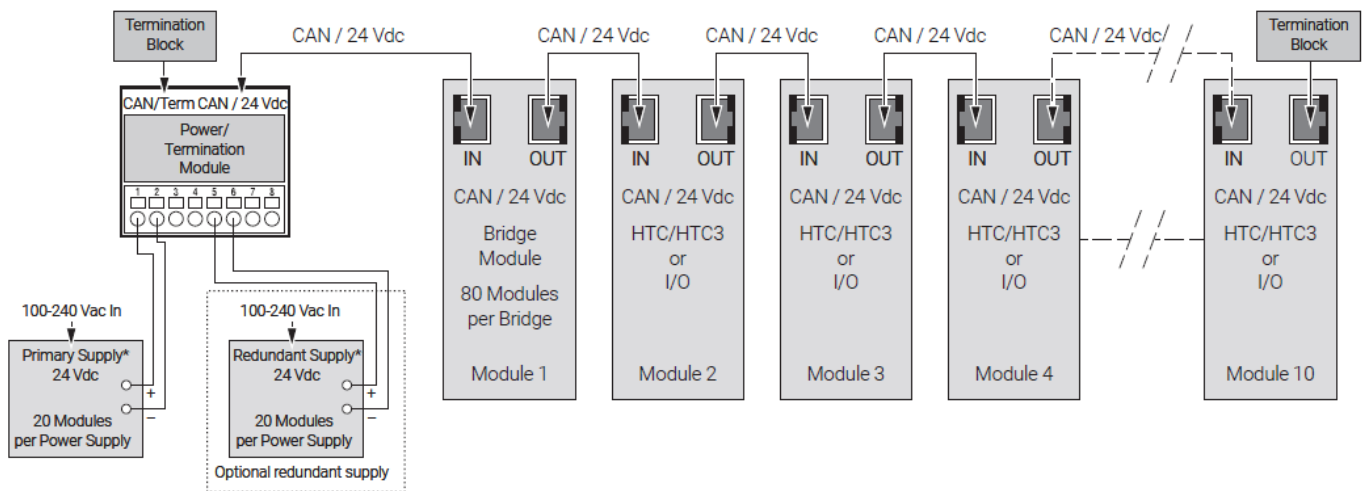 Termination
Block
CAN / 24 Vdc
CAN / 24 Vdc
CAN / 24 Vdc
CAN / 24 Vdc
CAN / 24 Vdc
Termination
Block
CAN/Term CAN / 24 Vdc
Power/
Termination
Module
1 2 3 4 5 6 7 8
IN OUT
CAN / 24 Vdc
Bridge
Module
80 Modules
per Bridge
Module 1
IN OUT
CAN / 24 Vdc
HTC/HTC3
or
I/O
Module 2
IN OUT
CAN / 24 Vdc
HTC/HTC3
or
I/O
Module 3
IN OUT
CAN / 24 Vdc
HTC/HTC3
or
I/O
Module 4
IN OUT
CAN / 24 Vdc
HTC/HTC3
or
I/O
Module 10
100-240 Vac In
Primary Supply*
24 Vdc
+
−
20 Modules
per Power Supply
100-240 Vac In
Redundant Supply*
24 Vdc
+
−
20 Modules
per Power Supply
Optional redundant supply